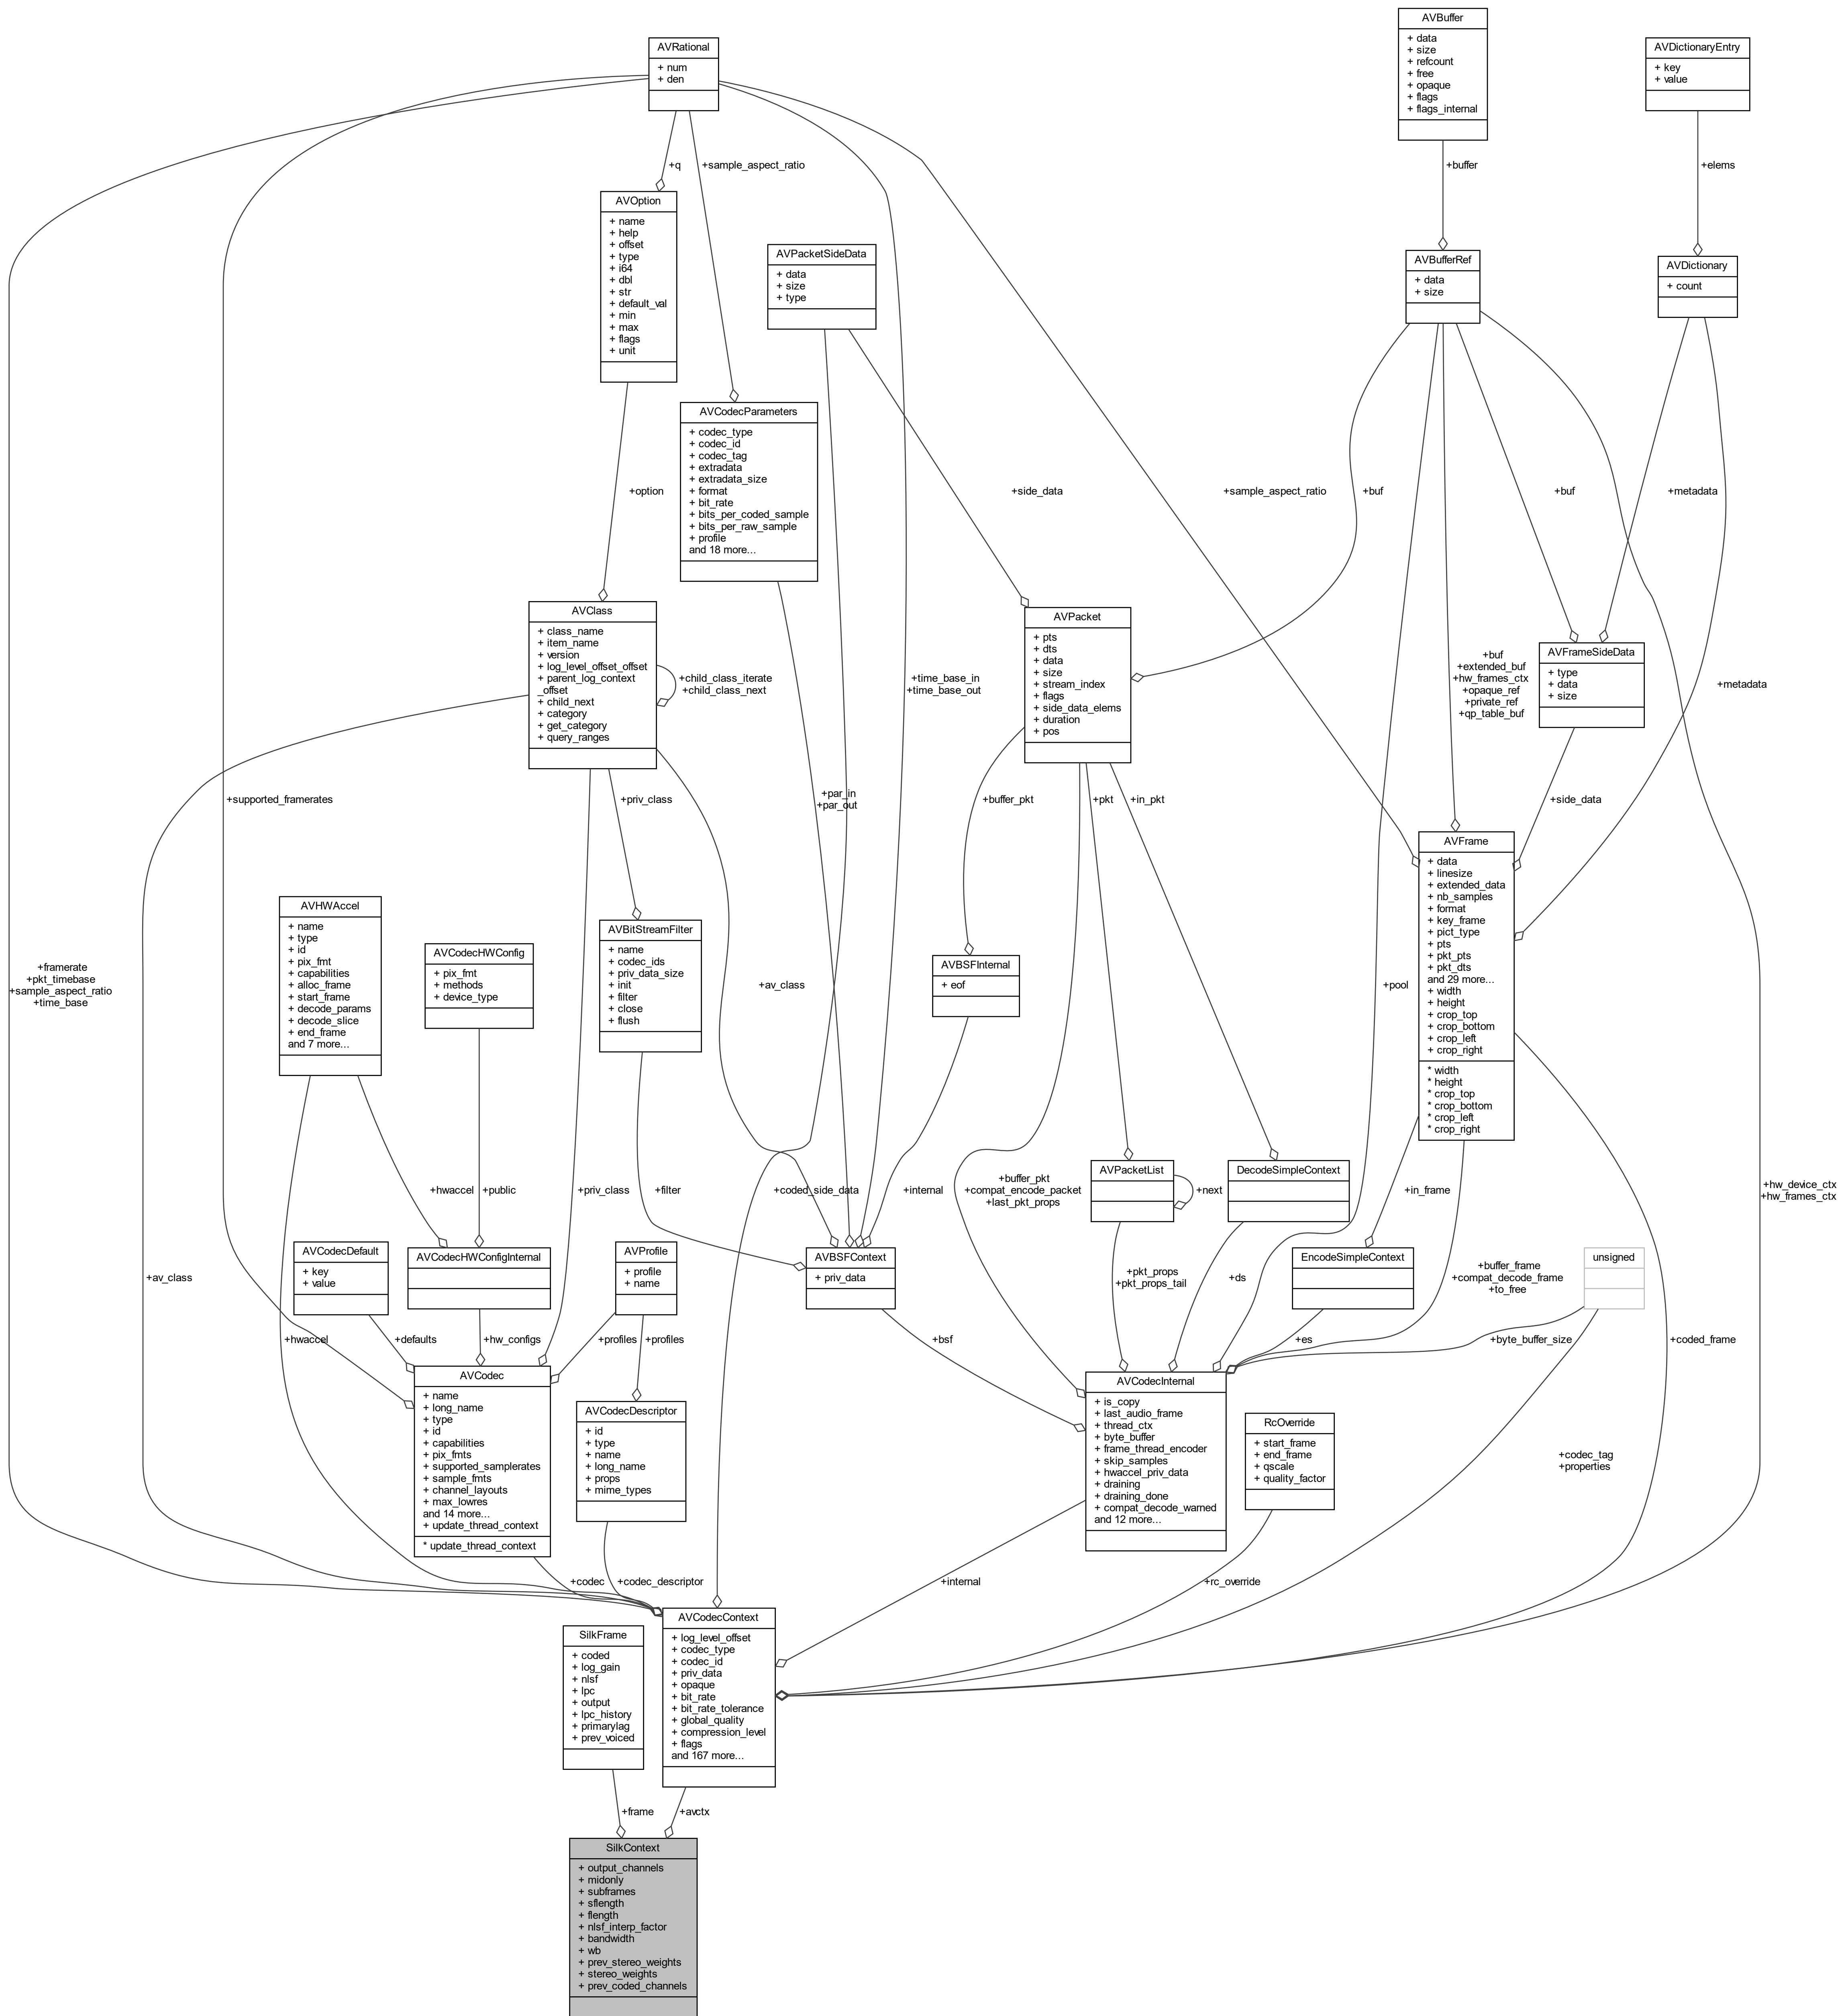 AVBuffer
+ data
+ size
+ refcount
+ free
+ opaque
+ flags
+ flags_internal
AVRational
+ num
+ den
AVDictionaryEntry
+ key
+ value
+q
+sample_aspect_ratio
+buffer
+elems
AVOption
+ name
+ help
+ offset
+ type
+ i64
+ dbl
+ str
+ default_val
+ min
+ max
+ flags
+ unit
AVPacketSideData
+ data
+ size
+ type
AVBufferRef
+ data
+ size
AVDictionary
+ count
AVCodecParameters
+ codec_type
+ codec_id
+ codec_tag
+ extradata
+ extradata_size
+ format
+ bit_rate
+ bits_per_coded_sample
+ bits_per_raw_sample
+ profile
and 18 more...
+option
+side_data
+sample_aspect_ratio
+buf
+buf
+metadata
AVClass
+ class_name
+ item_name
+ version
+ log_level_offset_offset
+ parent_log_context
_offset
+ child_next
+ category
+ get_category
+ query_ranges
+child_class_iterate
+child_class_next
+time_base_in
+time_base_out
AVPacket
+ pts
+ dts
+ data
+ size
+ stream_index
+ flags
+ side_data_elems
+ duration
+ pos
+buf
+extended_buf
+hw_frames_ctx
+opaque_ref
+private_ref
+qp_table_buf
AVFrameSideData
+ type
+ data
+ size
+metadata
+supported_framerates
+priv_class
+par_in
+par_out
+buffer_pkt
+pkt
+in_pkt
+side_data
AVFrame
+ data
+ linesize
+ extended_data
+ nb_samples
+ format
+ key_frame
+ pict_type
+ pts
+ pkt_pts
+ pkt_dts
and 29 more...
+ width
+ height
+ crop_top
+ crop_bottom
+ crop_left
+ crop_right
* width
* height
* crop_top
* crop_bottom
* crop_left
* crop_right
AVHWAccel
+ name
+ type
+ id
+ pix_fmt
+ capabilities
+ alloc_frame
+ start_frame
+ decode_params
+ decode_slice
+ end_frame
and 7 more...
AVCodecHWConfig
+ pix_fmt
+ methods
+ device_type
AVBitStreamFilter
+ name
+ codec_ids
+ priv_data_size
+ init
+ filter
+ close
+ flush
AVBSFInternal
+ eof
+framerate
+pkt_timebase
+sample_aspect_ratio
+time_base
+av_class
+pool
+hwaccel
+public
+priv_class
+filter
+coded_side_data
+internal
+buffer_pkt
+compat_encode_packet
+last_pkt_props
AVPacketList
+next
DecodeSimpleContext
+in_frame
+hw_device_ctx
+hw_frames_ctx
+av_class
AVCodecDefault
+ key
+ value
AVCodecHWConfigInternal
AVProfile
+ profile
+ name
AVBSFContext
+ priv_data
+pkt_props
+pkt_props_tail
+ds
EncodeSimpleContext
+buffer_frame
+compat_decode_frame
+to_free
unsigned
+hwaccel
+defaults
+hw_configs
+profiles
+profiles
+bsf
+es
+byte_buffer_size
+coded_frame
AVCodec
+ name
+ long_name
+ type
+ id
+ capabilities
+ pix_fmts
+ supported_samplerates
+ sample_fmts
+ channel_layouts
+ max_lowres
and 14 more...
+ update_thread_context
* update_thread_context
AVCodecDescriptor
+ id
+ type
+ name
+ long_name
+ props
+ mime_types
AVCodecInternal
+ is_copy
+ last_audio_frame
+ thread_ctx
+ byte_buffer
+ frame_thread_encoder
+ skip_samples
+ hwaccel_priv_data
+ draining
+ draining_done
+ compat_decode_warned
and 12 more...
RcOverride
+ start_frame
+ end_frame
+ qscale
+ quality_factor
+codec_tag
+properties
+codec
+codec_descriptor
+internal
+rc_override
SilkFrame
+ coded
+ log_gain
+ nlsf
+ lpc
+ output
+ lpc_history
+ primarylag
+ prev_voiced
AVCodecContext
+ log_level_offset
+ codec_type
+ codec_id
+ priv_data
+ opaque
+ bit_rate
+ bit_rate_tolerance
+ global_quality
+ compression_level
+ flags
and 167 more...
+frame
+avctx
SilkContext
+ output_channels
+ midonly
+ subframes
+ sflength
+ flength
+ nlsf_interp_factor
+ bandwidth
+ wb
+ prev_stereo_weights
+ stereo_weights
+ prev_coded_channels